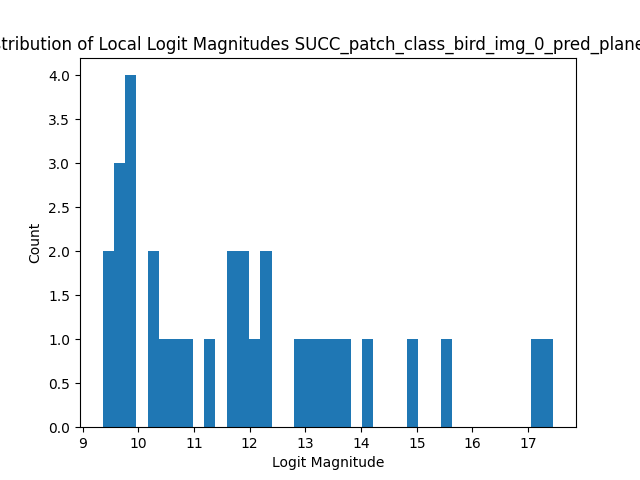 stribution of Local Logit Magnitudes SUCC_patch_class_bird_img_0_pred_plane
4.0
3.5
3.0
2.5
2.0
1.5
1.0
0.5
0.0
Count
9 10 11 12 13 14 15 16 17
Logit Magnitude